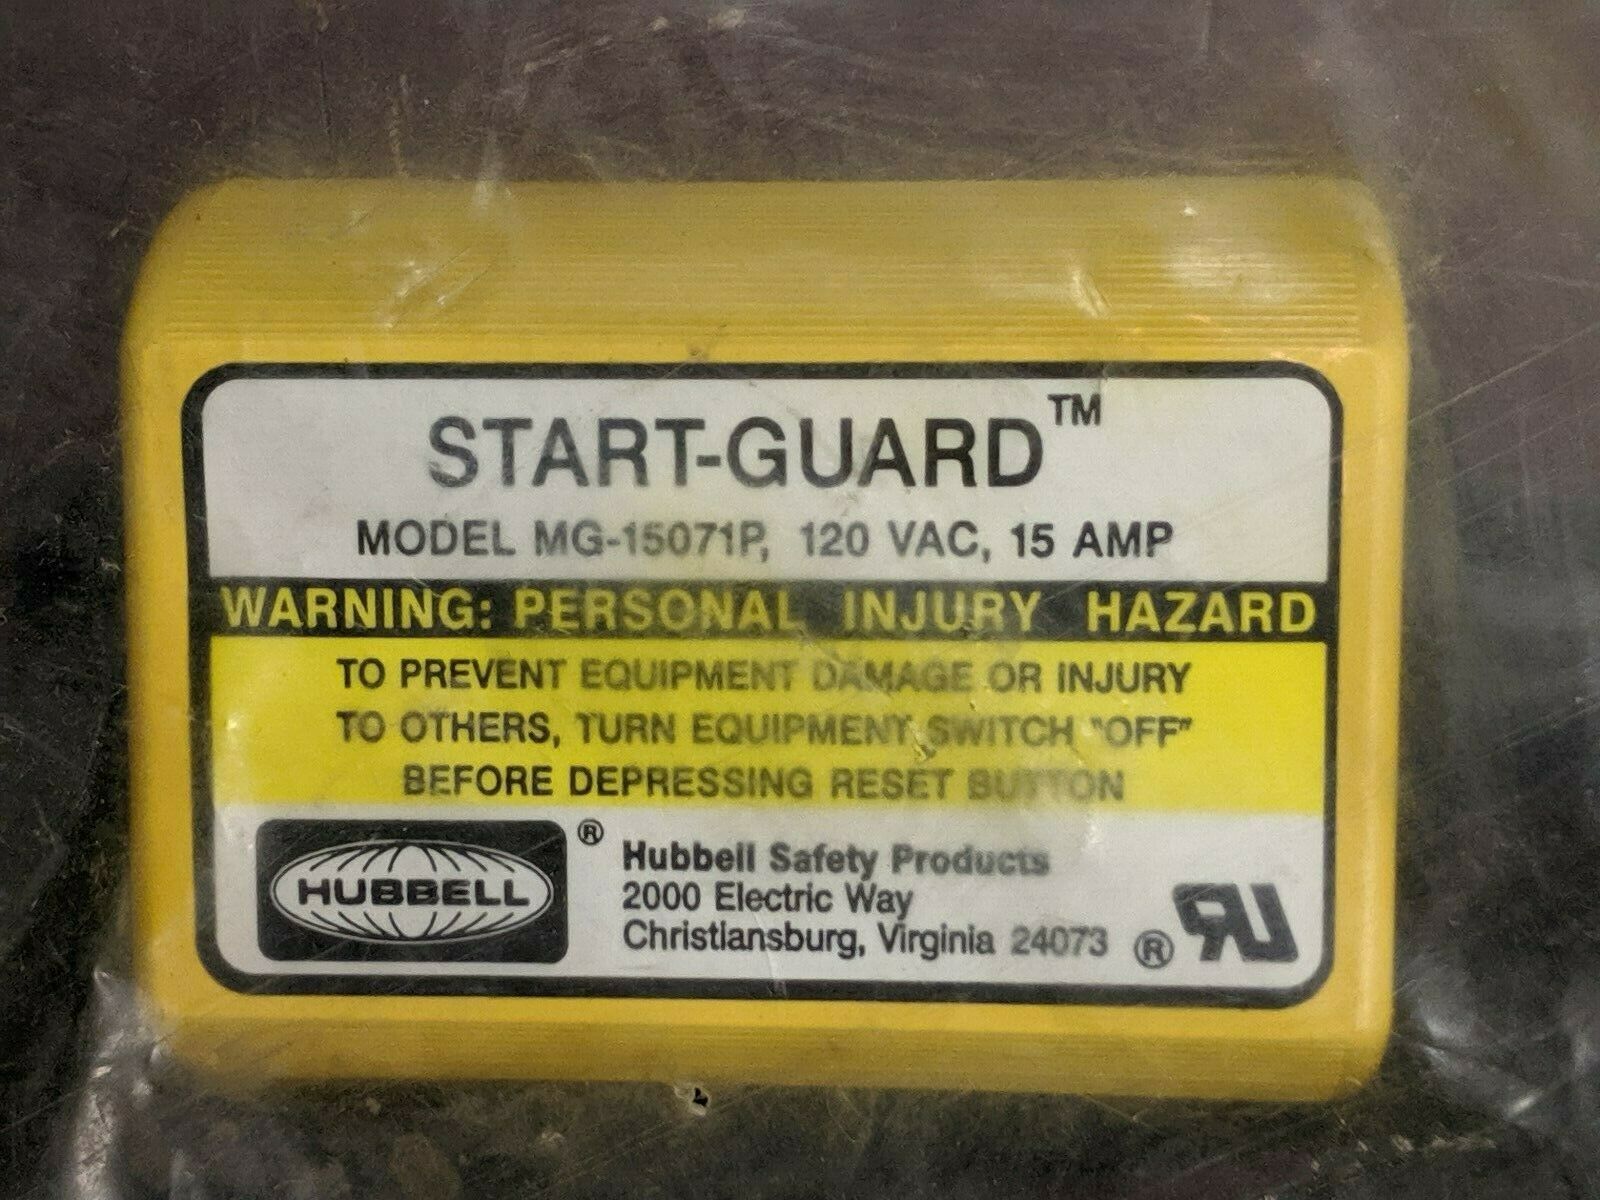 START-GUARD™
MODEL MG-15071P, 120 VAC, 15 AMP
WARNING: PERSONAL INJURY HAZARD
TO PREVENT EQUIPMENT DAMAGE OR INJURY
TO OTHERS, TURN EQUIPMENT SWITCH "OFF"
BEFORE DEPRESSING RESET BUTTON
HUBBELL ®
Hubbell Safety Products
2000 Electric Way
Christiansburg, Virginia 24073 ® RU